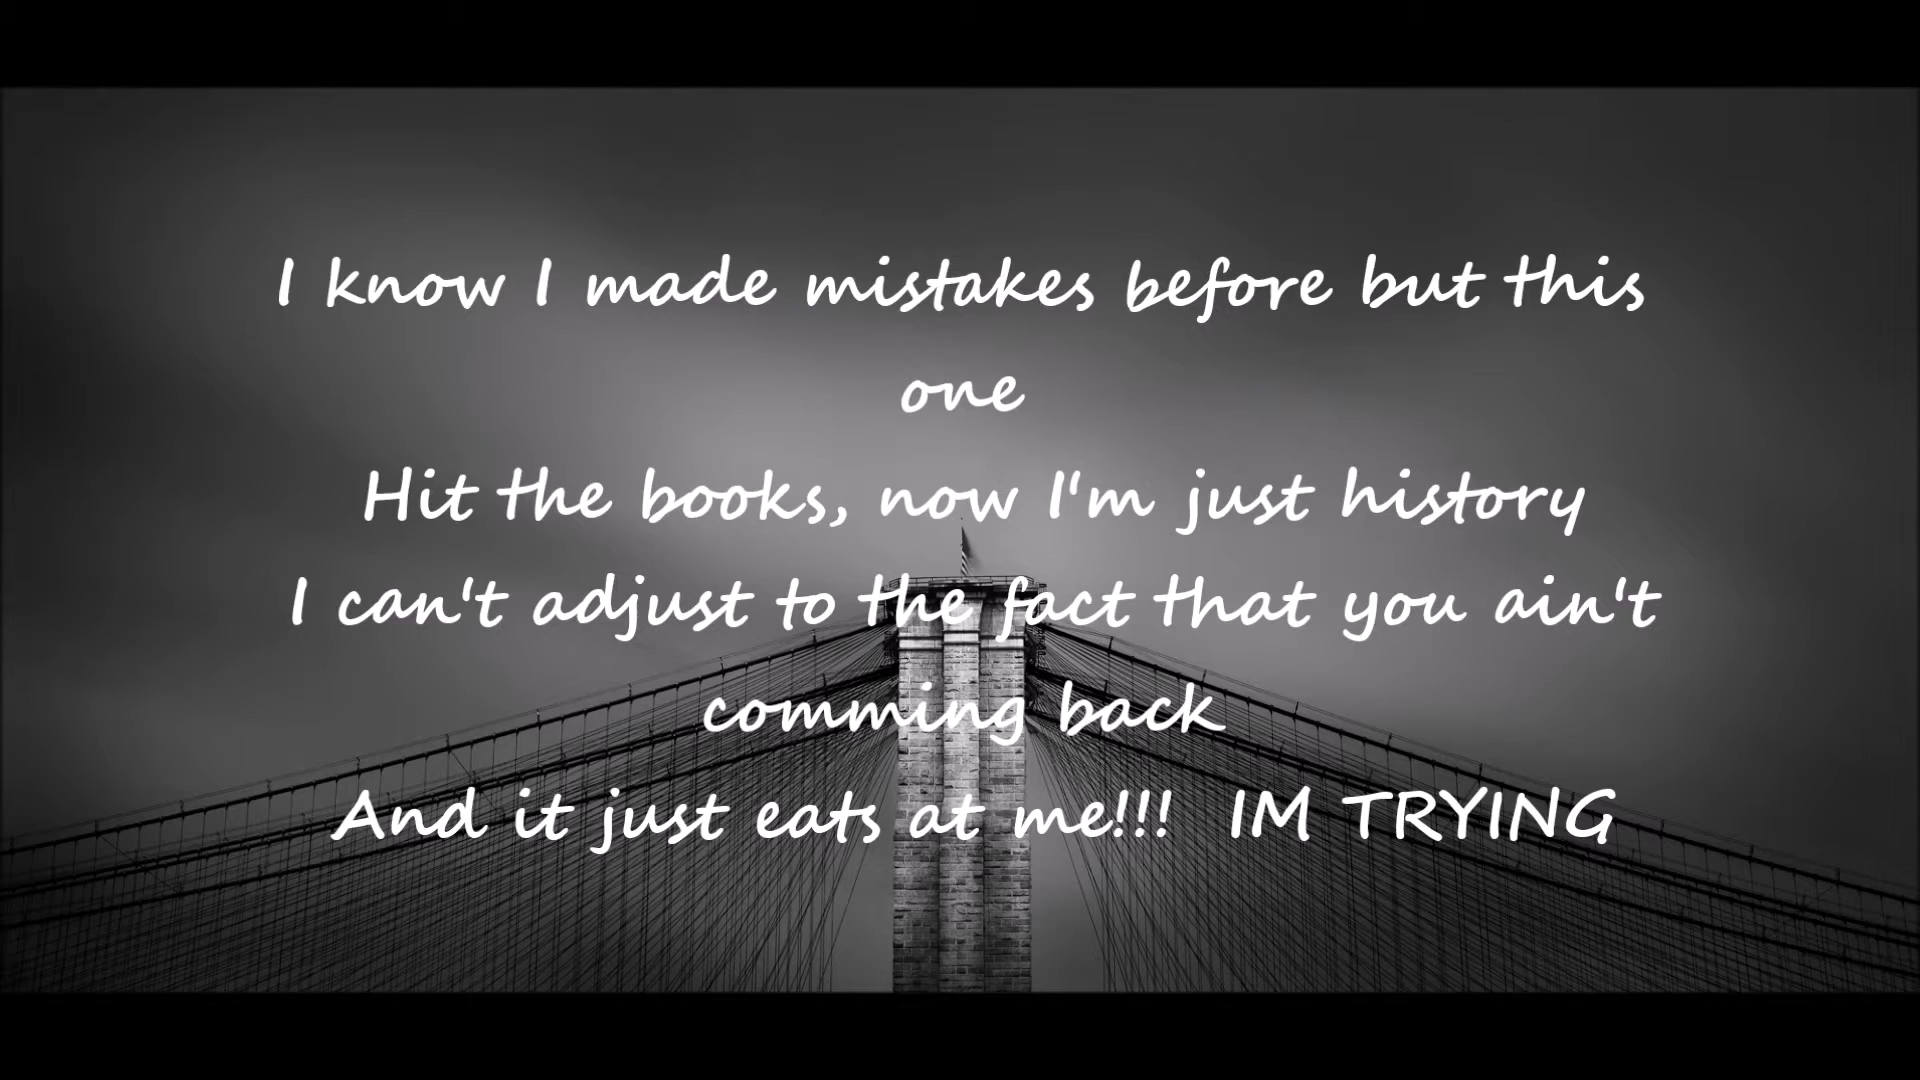 I know I made mistakes before but this
one
Hit the books, now I'm just history
I can't adjust to the fact that you ain't
comming back
And it just eats at me!!!  IM TRYING